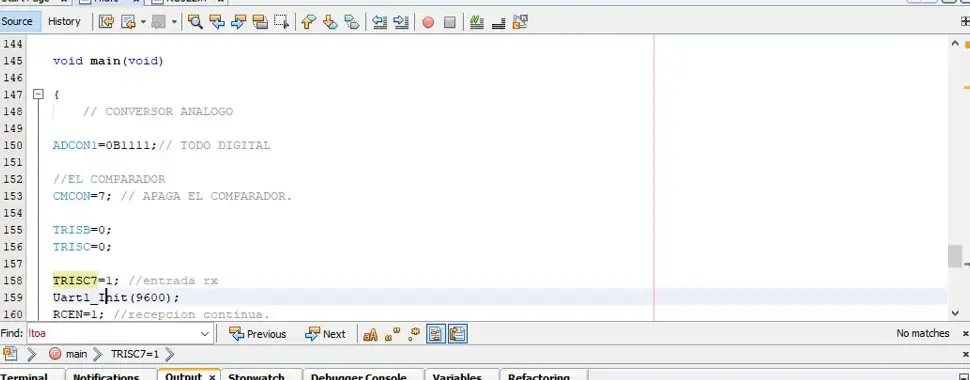 Source History
144
145 void main(void)
146
147 {
148 // CONVERSOR ANALOGO
149
150 ADCON1=0B1111;// TODO DIGITAL
151
152 //EL COMPARADOR
153 CMCON=7; // APAGA EL COMPARADOR.
154
155 TRISB=0;
156 TRISC=0;
157
158 TRISC7=1; //entrada rx
159 Uart1_Init(9600);
160 RCEN=1; //recepcion continua.
Find: ltoa Previous Next No matches
main TRISC7=1
Terminal Notifications Output x Stopwatch Debugger Console Variables Refactoring